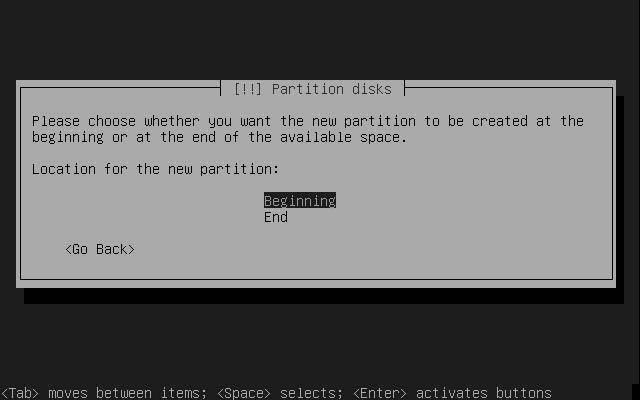 [!!] Partition disks
Please choose whether you want the new partition to be created at the
beginning or at the end of the available space.
Location for the new partition:
Beginning
End
<Go Back>
<Tab> moves between items; <Space> selects; <Enter> activates buttons